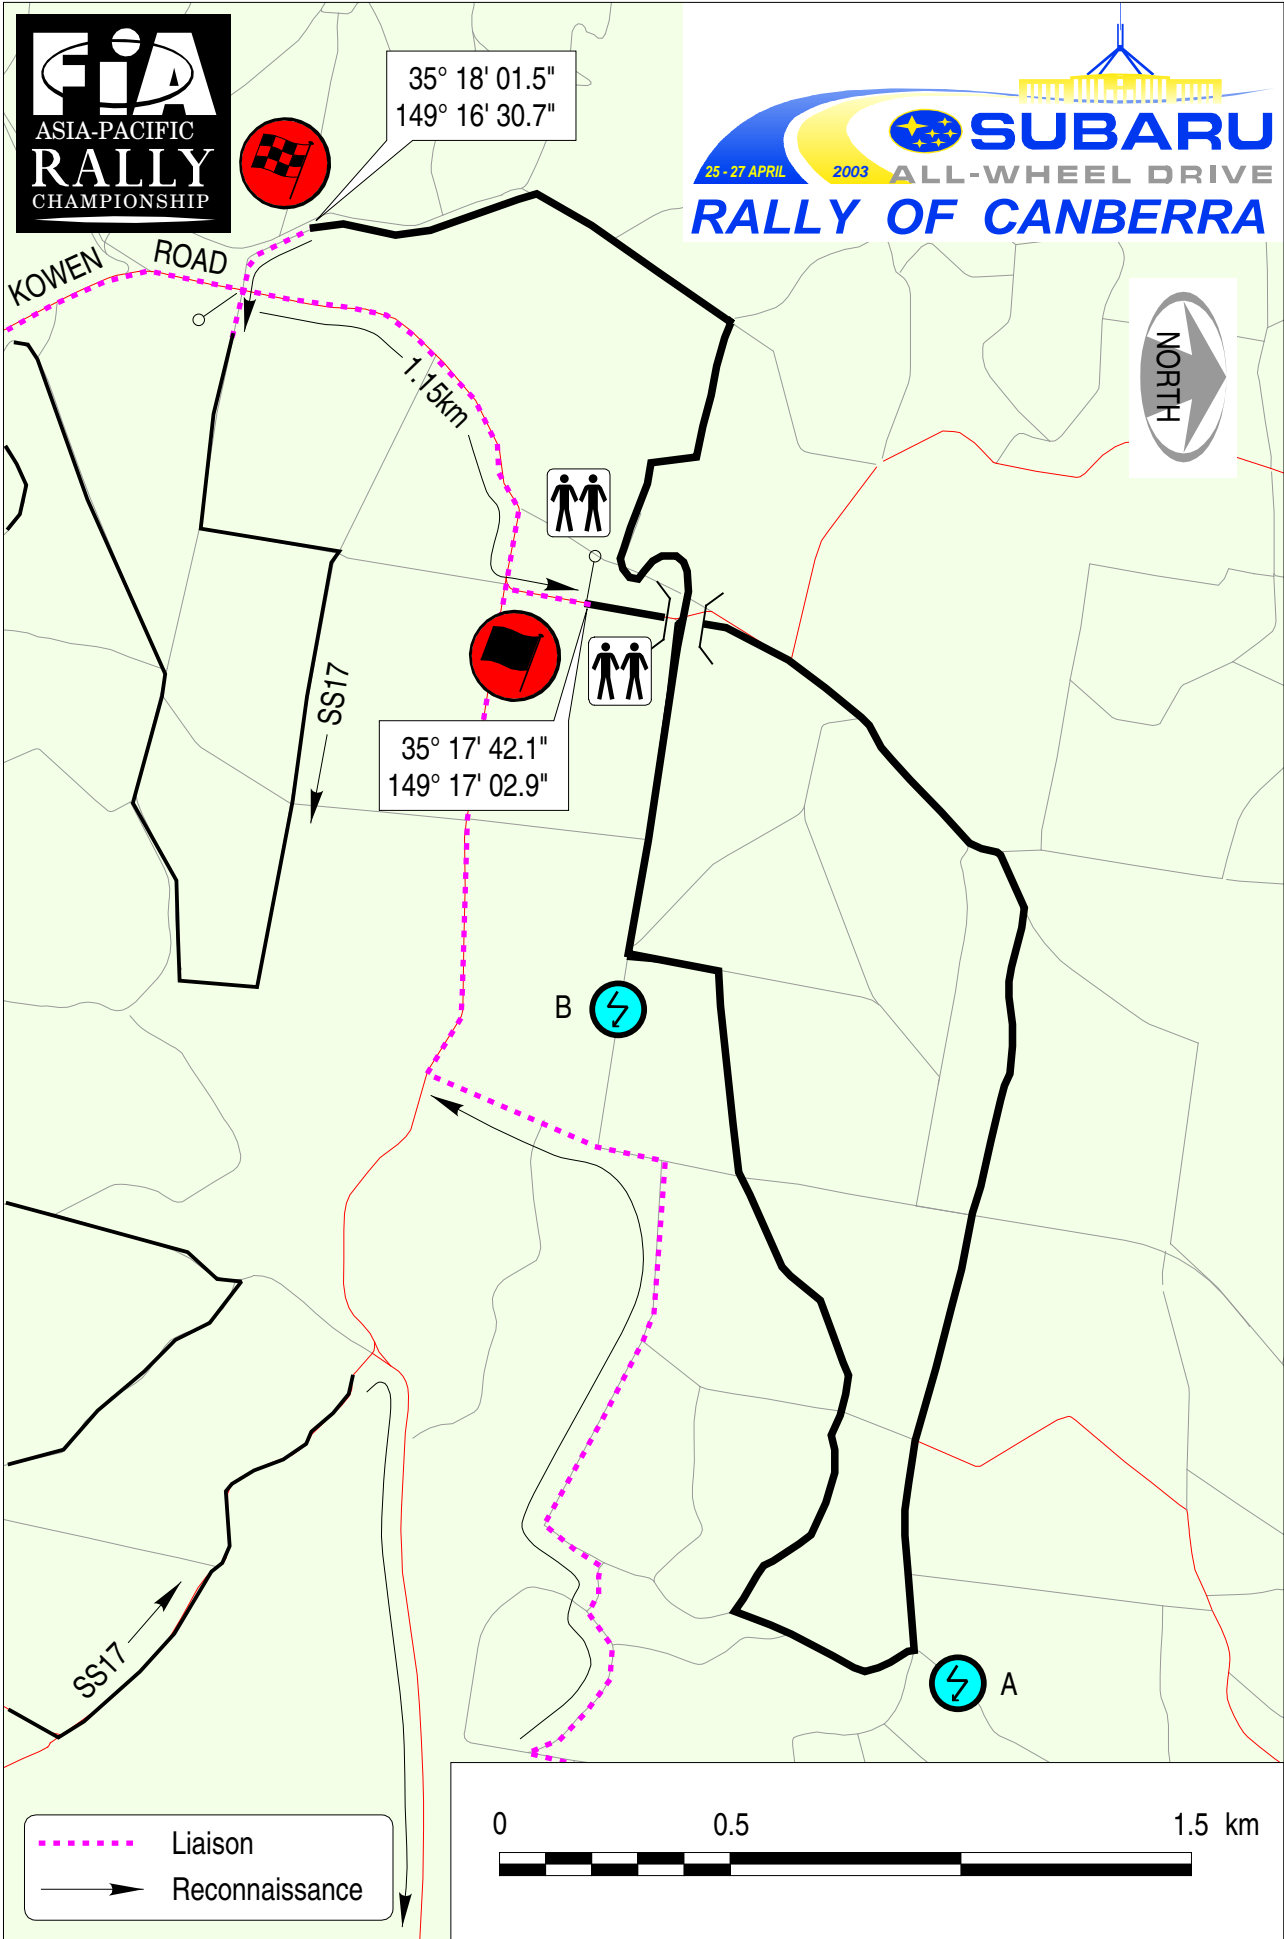 FiA
ASIA-PACIFIC
RALLY
CHAMPIONSHIP
35° 18' 01.5"
149° 16' 30.7"
25 - 27 APRIL
2003
SUBARU
ALL-WHEEL DRIVE
RALLY OF CANBERRA
KOWEN ROAD
NORTH
1.15km
SS17
35° 17' 42.1"
149° 17' 02.9"
B
SS17
A
Liaison
Reconnaissance
0 0.5 1.5 km